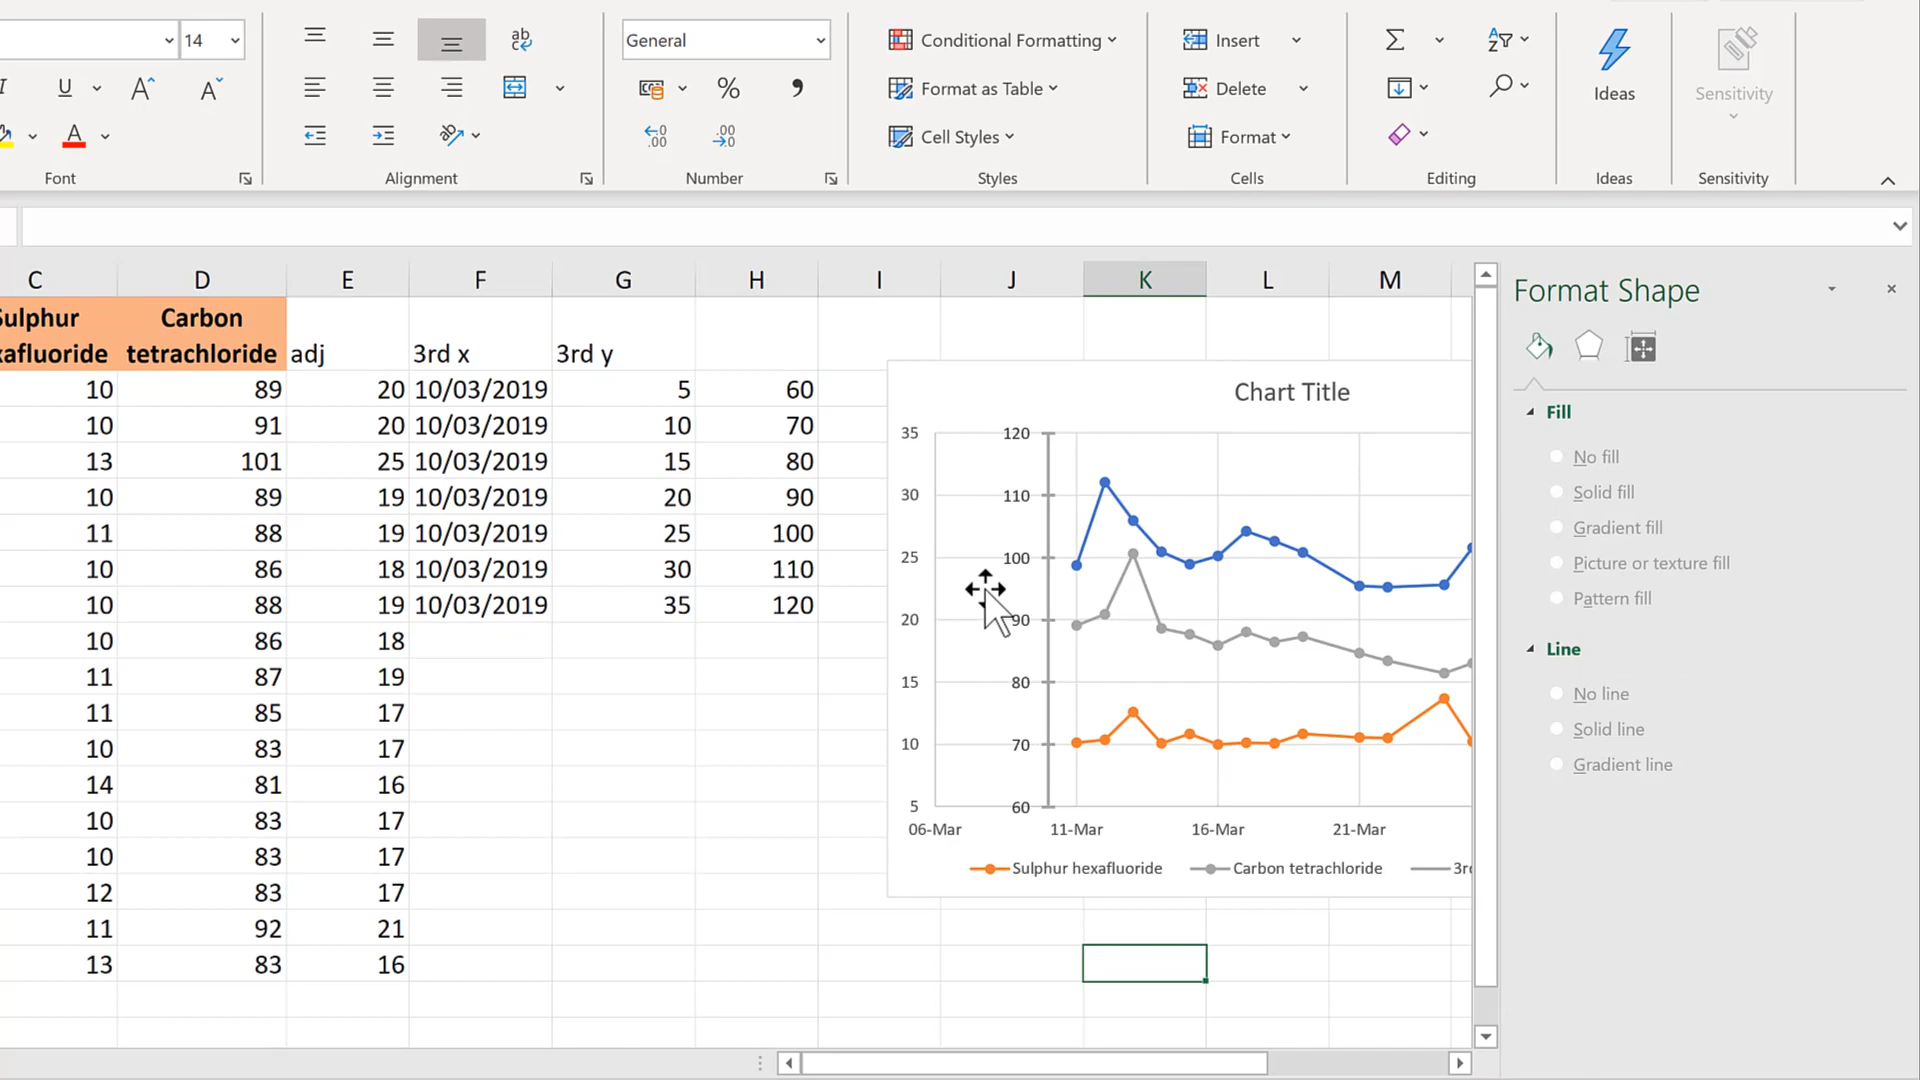 14
General
Conditional Formatting
Insert
U A A
%
Format as Table
Delete
Ideas
Sensitivity
A
Cell Styles
Format
Font
Alignment
Number
Styles
Cells
Editing
Ideas
Sensitivity
C D E F G H I J K L M
Sulphur Carbon
tetrachloride adj 3rd x 3rd y
10 89 20 10/03/2019 5 60
10 91 20 10/03/2019 10 70
13 101 25 10/03/2019 15 80
10 89 19 10/03/2019 20 90
11 88 19 10/03/2019 25 100
10 86 18 10/03/2019 30 110
10 88 19 10/03/2019 35 120
10 86 18
11 87 19
11 85 17
10 83 17
14 81 16
10 83 17
10 83 17
12 83 17
11 92 21
13 83 16
Chart Title
35 120
30 110
25 100
20 90
15 80
10 70
5 60
06-Mar 11-Mar 16-Mar 21-Mar
Sulphur hexafluoride Carbon tetrachloride
Format Shape
Fill
No fill
Solid fill
Gradient fill
Picture or texture fill
Pattern fill
Line
No line
Solid line
Gradient line